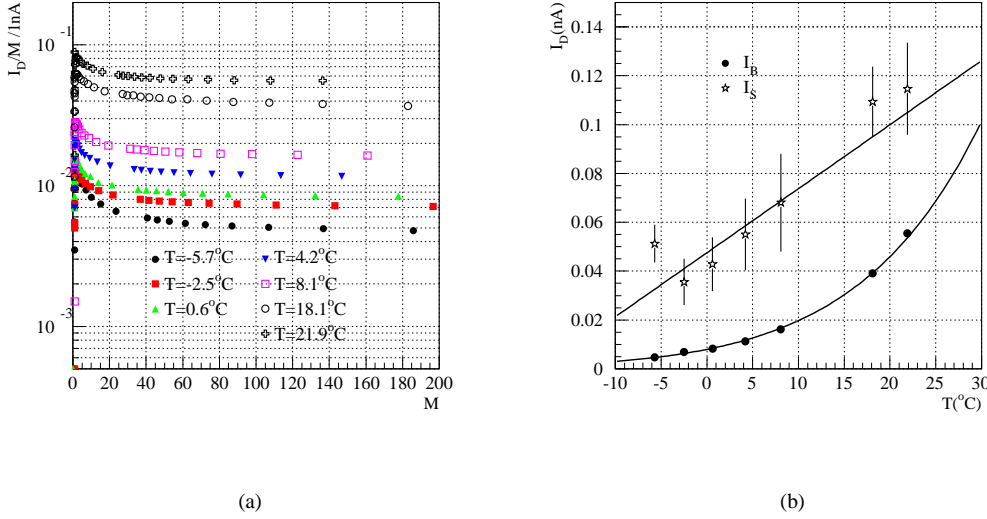 I_D/M / 1nA
10^-1
10^-2
10^-3
T=-5.7°C
T=-2.5°C
T=0.6°C
T=4.2°C
T=8.1°C
T=18.1°C
T=21.9°C
0 20 40 60 80 100 120 140 160 180 200
M
(a)
I_D(nA)
0.14
0.12
0.1
0.08
0.06
0.04
0.02
0
I_B
I_S
-10 -5 0 5 10 15 20 25 30
T(°C)
(b)